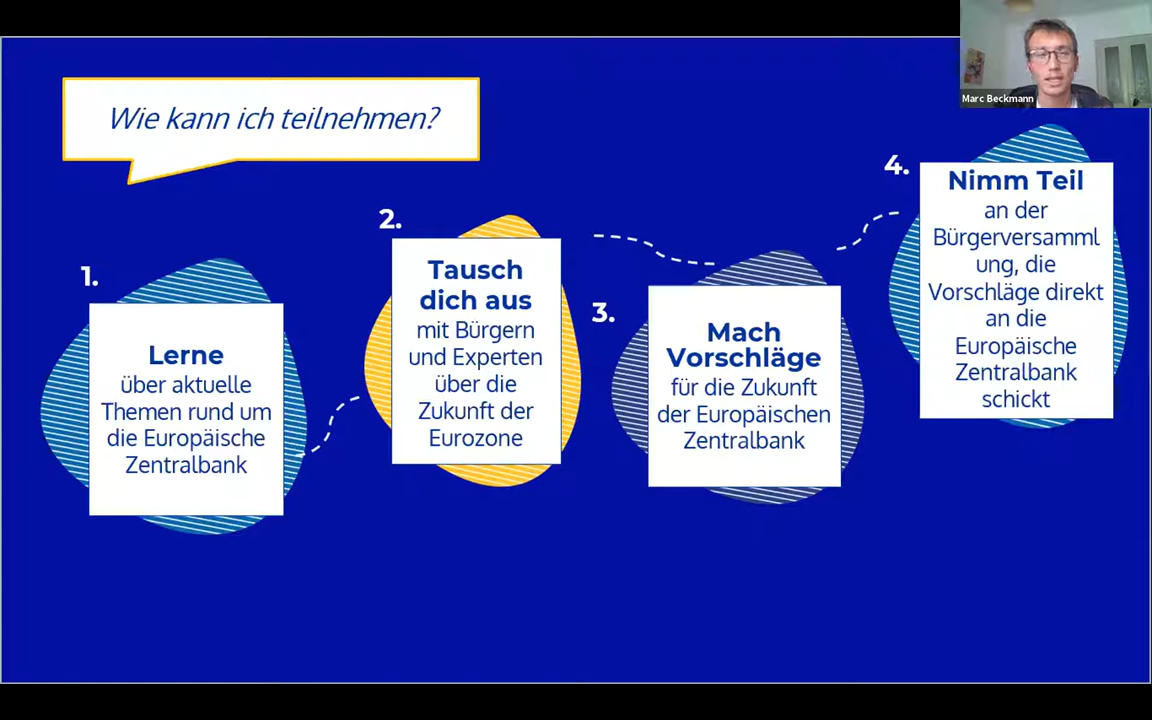 Marc Beckmann
Wie kann ich teilnehmen?
1.
Lerne
über aktuelle
Themen rund um
die Europäische
Zentralbank
2.
Tausch
dich aus
mit Bürgern
und Experten
über die
Zukunft der
Eurozone
3.
Mach
Vorschläge
für die Zukunft
der Europäischen
Zentralbank
4.
Nimm Teil
an der
Bürgerversamml
ung, die
Vorschläge direkt
an die
Europäische
Zentralbank
schickt